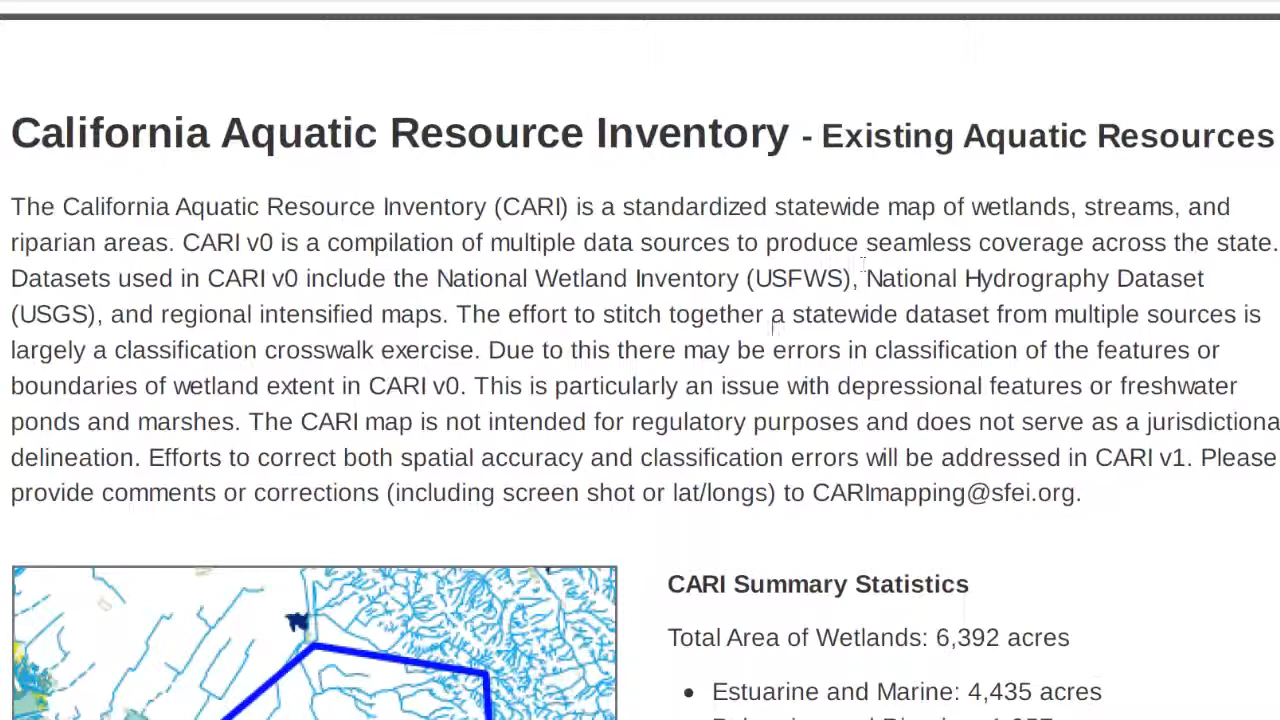 California Aquatic Resource Inventory - Existing Aquatic Resources
The California Aquatic Resource Inventory (CARI) is a standardized statewide map of wetlands, streams, and
riparian areas. CARI v0 is a compilation of multiple data sources to produce seamless coverage across the state.
Datasets used in CARI v0 include the National Wetland Inventory (USFWS), National Hydrography Dataset
(USGS), and regional intensified maps. The effort to stitch together a statewide dataset from multiple sources is
largely a classification crosswalk exercise. Due to this there may be errors in classification of the features or
boundaries of wetland extent in CARI v0. This is particularly an issue with depressional features or freshwater
ponds and marshes. The CARI map is not intended for regulatory purposes and does not serve as a jurisdictiona
delineation. Efforts to correct both spatial accuracy and classification errors will be addressed in CARI v1. Please
provide comments or corrections (including screen shot or lat/longs) to CARImapping@sfei.org.
CARI Summary Statistics
Total Area of Wetlands: 6,392 acres
Estuarine and Marine: 4,435 acres